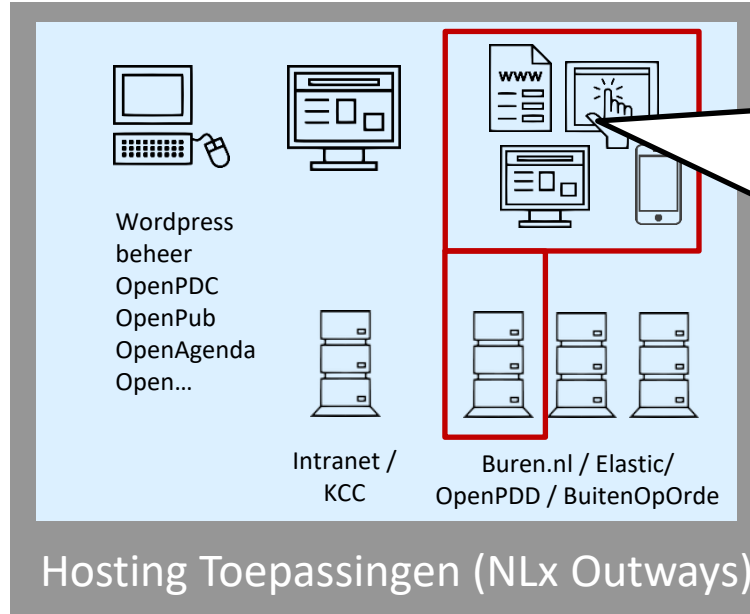 www
Wordpress
beheer
OpenPDC
OpenPub
OpenAgenda
Open…
Intranet /
KCC
Buren.nl / Elastic/
OpenPDD / BuitenOpOrde
Hosting Toepassingen (NLx Outways)